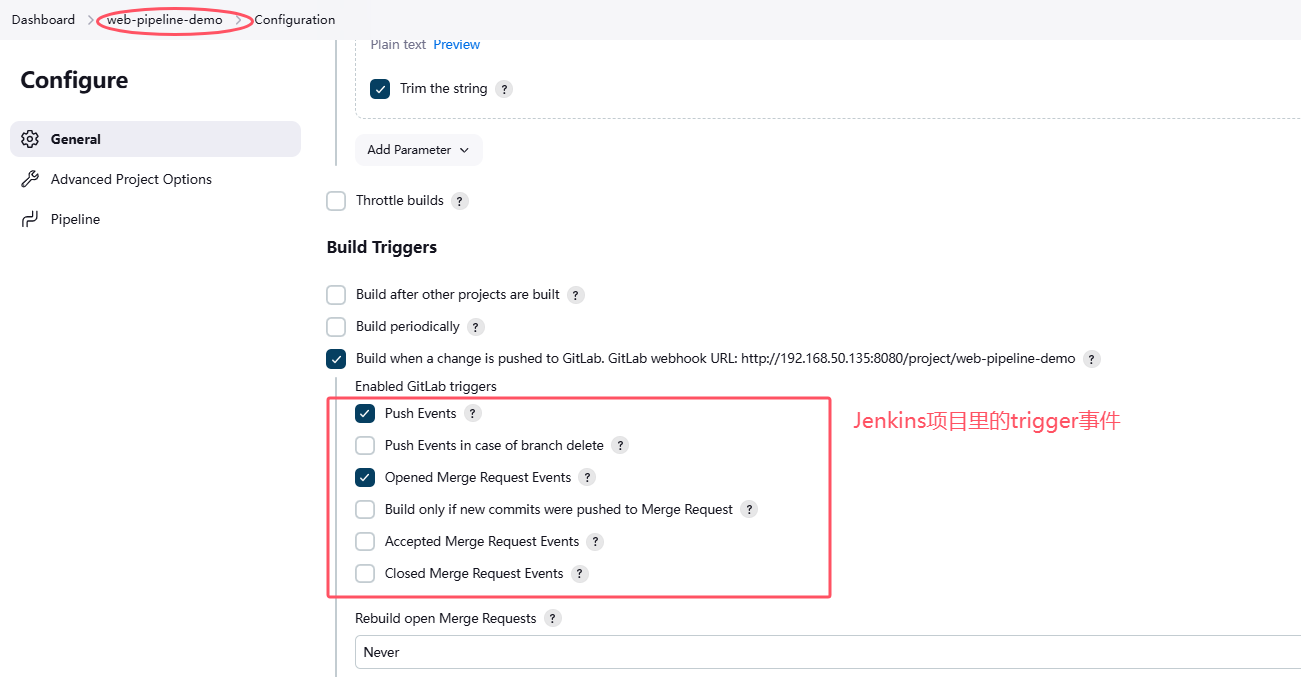 Dashboard > web-pipeline-demo > Configuration
Configure
General
Advanced Project Options
Pipeline
Plain text Preview
Trim the string ?
Add Parameter
Throttle builds ?
Build Triggers
Build after other projects are built ?
Build periodically ?
Build when a change is pushed to GitLab. GitLab webhook URL: http://192.168.50.135:8080/project/web-pipeline-demo ?
Enabled GitLab triggers
Push Events ?
Jenkins项目里的trigger事件
Push Events in case of branch delete ?
Opened Merge Request Events ?
Build only if new commits were pushed to Merge Request ?
Accepted Merge Request Events ?
Closed Merge Request Events ?
Rebuild open Merge Requests ?
Never